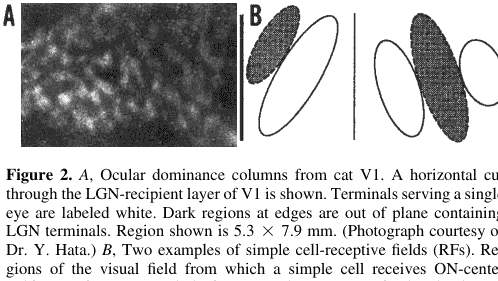 A
B
Figure 2. A, Ocular dominance columns from cat V1. A horizontal cu
through the LGN-recipient layer of V1 is shown. Terminals serving a single
eye are labeled white. Dark regions at edges are out of plane containing
LGN terminals. Region shown is 5.3 × 7.9 mm. (Photograph courtesy o
Dr. Y. Hata.) B, Two examples of simple cell-receptive fields (RFs). Re
gions of the visual field from which a simple cell receives ON-cente